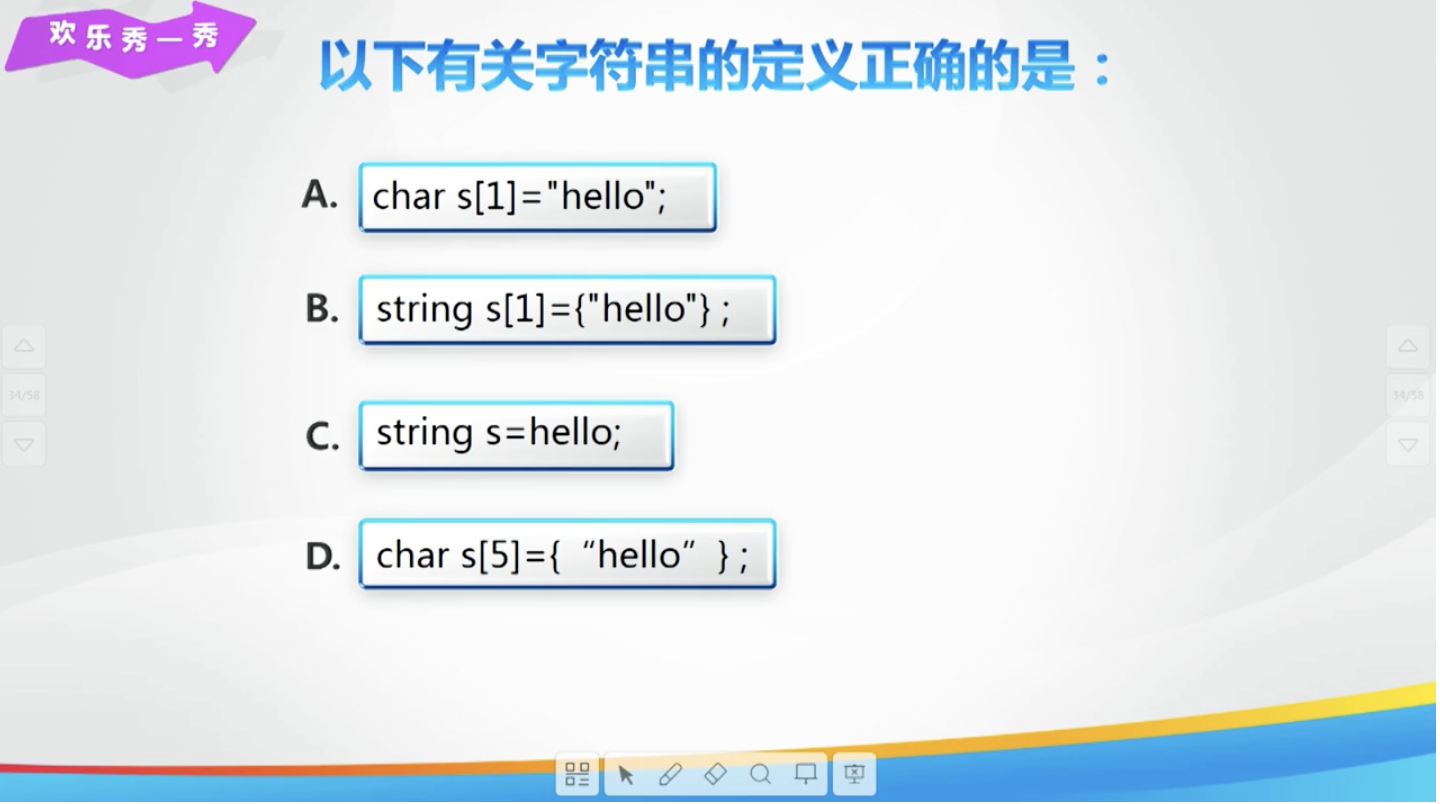 欢乐秀一秀
以下有关字符串的定义正确的是：
A. char s[1]="hello";
B. string s[1]={"hello"} ;
C. string s=hello;
D. char s[5]={ “hello” } ;
34/58
34/58